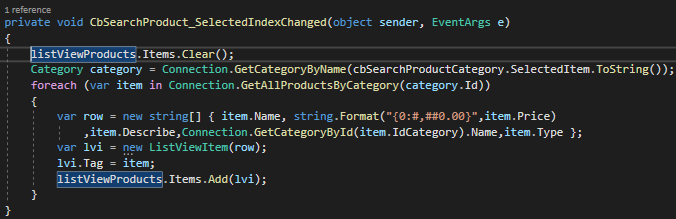 1 reference
private void CbSearchProduct_SelectedIndexChanged(object sender, EventArgs e)
{
listViewProducts.Items.Clear();
Category category = Connection.GetCategoryByName(cbSearchProductCategory.SelectedItem.ToString());
foreach (var item in Connection.GetAllProductsByCategory(category.Id))
{
var row = new string[] { item.Name, string.Format("{0:#,##0.00}",item.Price)
,item.Describe,Connection.GetCategoryById(item.IdCategory).Name,item.Type };
var lvi = new ListViewItem(row);
lvi.Tag = item;
listViewProducts.Items.Add(lvi);
}
}